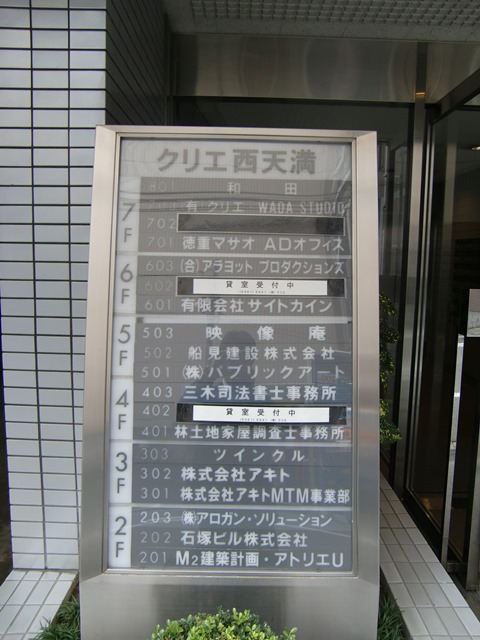 クリエ西天満
801 和田
7F
有)クリエ WADA STUDIO
702
701 徳重マサオ ADオフィス
6F
603 (合)アラヨット プロダクションズ
602 貸室受付中
601 有限会社サイトカイン
5F
503 映像庵
502 船見建設株式会社
501 (株)パブリックアート
4F
403 三木司法書士事務所
402 貸室受付中
401 林土地家屋調査士事務所
3F
303 ツインクル
302 株式会社アキト
301 株式会社アキトMTM事業部
2F
203 (株)アロガン・ソリューション
202 石塚ビル株式会社
201 M2建築計画・アトリエU